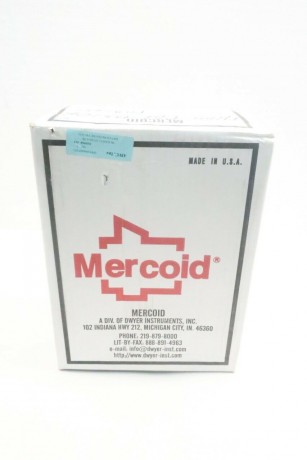 MERCOID
MADE IN U.S.A.
Mercoid®
MERCOID
A DIV. OF DWYER INSTRUMENTS, INC.
102 INDIANA HWY 212, MICHIGAN CITY, IN. 46360
PHONE: 219-879-8000
LIT-BY-FAX: 888-891-4963
e-mail: info@dwyer-inst.com
http://www.dwyer-inst.com